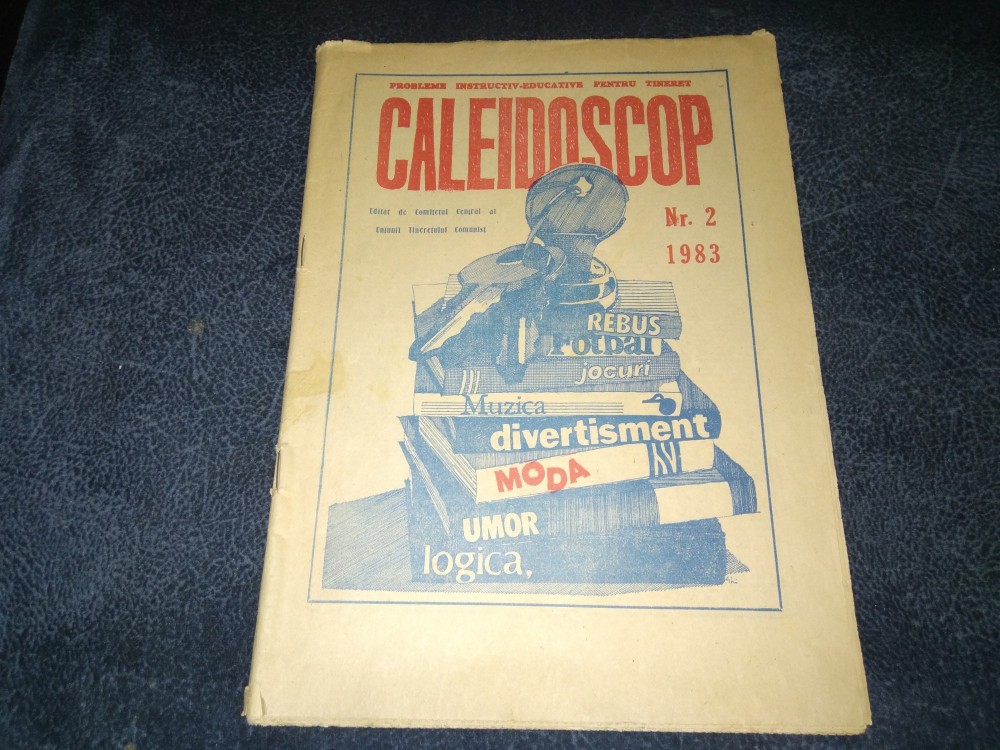 PROBLEME INSTRUCTIV-EDUCATIVE PENTRU TINERET
CALEIDOSCOP
Editat de Comitetul Central al
Uniunii Tineretului Comunist
Nr. 2
1983
REBUS
Fotbal
jocuri
Muzica
divertisment
MODA
UMOR
logica,